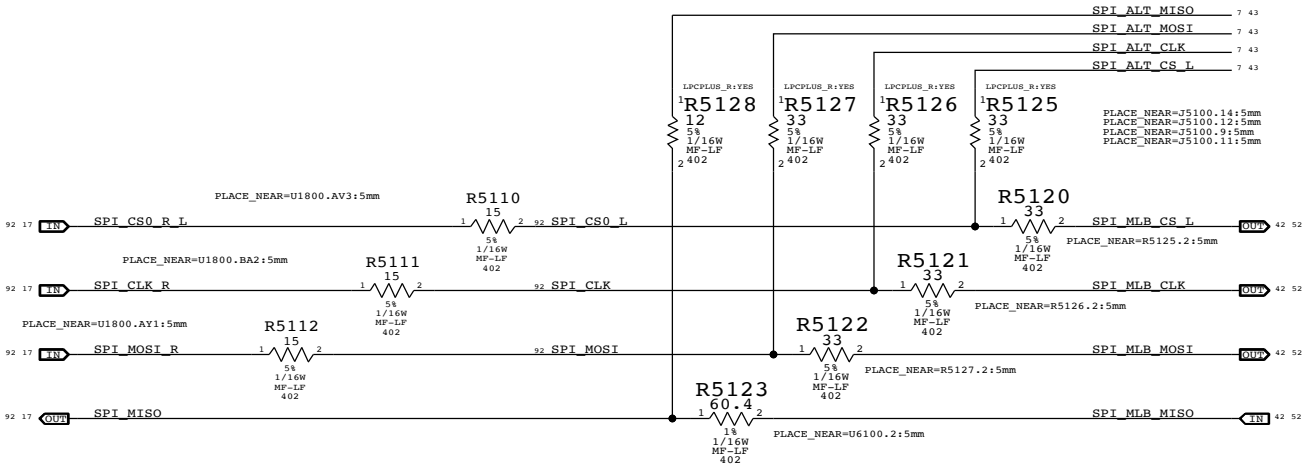 SPI_ALT_MISO 7 43
SPI_ALT_MOSI 7 43
SPI_ALT_CLK 7 43
SPI_ALT_CS_L 7 43
LPCPLUS_R:YES LPCPLUS_R:YES LPCPLUS_R:YES LPCPLUS_R:YES
1 R5128 1 R5127 1 R5126 1 R5125
12 33 33 33
5% 5% 5% 5%
1/16W 1/16W 1/16W 1/16W
MF-LF MF-LF MF-LF MF-LF
2 402 2 402 2 402 2 402
PLACE_NEAR=J5100.14:5mm
PLACE_NEAR=J5100.12:5mm
PLACE_NEAR=J5100.9:5mm
PLACE_NEAR=J5100.11:5mm
PLACE_NEAR=U1800.AV3:5mm
R5110
15
R5120
33
92 17 IN SPI_CS0_R_L 1 2 92 SPI_CS0_L 1 2 SPI_MLB_CS_L OUT 42 52
5%
1/16W
MF-LF
402
5%
1/16W
MF-LF
402
PLACE_NEAR=R5125.2:5mm
PLACE_NEAR=U1800.BA2:5mm
R5111
15
R5121
33
92 17 IN SPI_CLK_R 1 2 92 SPI_CLK 1 2 SPI_MLB_CLK OUT 42 52
5%
1/16W
MF-LF
402
5%
1/16W
MF-LF
402
PLACE_NEAR=R5126.2:5mm
PLACE_NEAR=U1800.AY1:5mm
R5112
15
R5122
33
92 17 IN SPI_MOSI_R 1 2 92 SPI_MOSI 1 2 SPI_MLB_MOSI OUT 42 52
5%
1/16W
MF-LF
402
5%
1/16W
MF-LF
402
PLACE_NEAR=R5127.2:5mm
R5123
60.4
92 17 OUT SPI_MISO 1 2 SPI_MLB_MISO IN 42 52
1%
1/16W
MF-LF
402
PLACE_NEAR=U6100.2:5mm